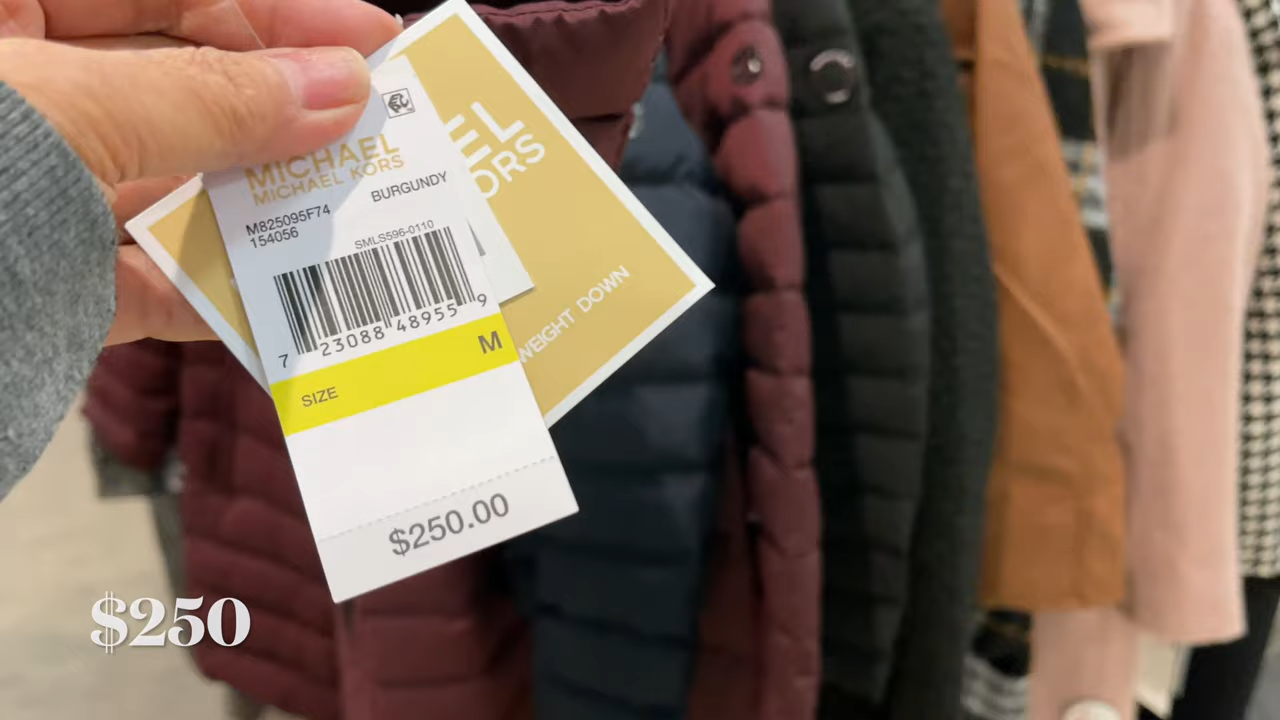 MICHAEL
MICHAEL KORS
BURGUNDY
M825095F74
154056
SMLS596-0110
7 23088 48955 9
SIZE M
$250.00
EL
KORS
WEIGHT DOWN
$250